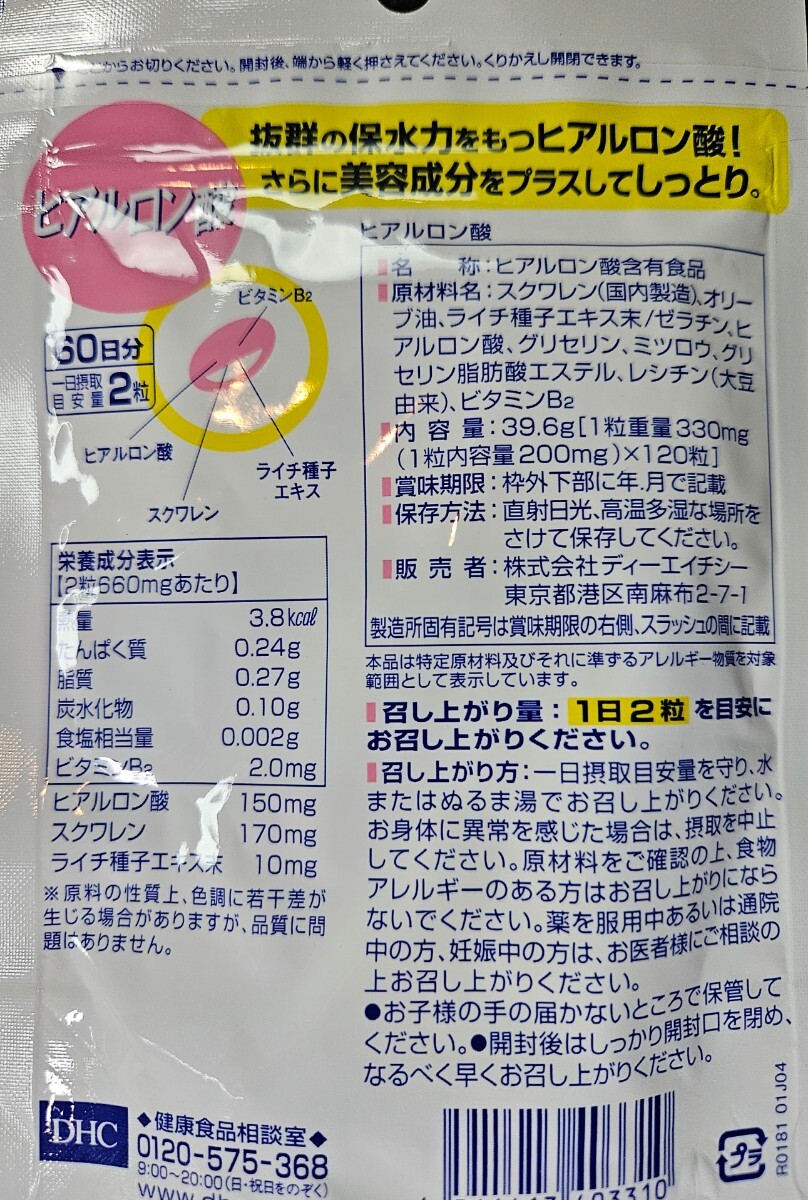 からお切りください。開封後、端から軽く押さえてください。くりかえし開閉できます。
ヒアルロン酸
抜群の保水力をもつヒアルロン酸!
さらに美容成分をプラスしてしっとり。
ビタミンB2
60日分
一日摂取
目安量2粒
ヒアルロン酸
スクワレン
ライチ種子
エキス
ヒアルロン酸
名 称:ヒアルロン酸含有食品
原材料名:スクワレン(国内製造)、オリー
ブ油、ライチ種子エキス末/ゼラチン、ヒ
アルロン酸、グリセリン、ミツロウ、グリ
セリン脂肪酸エステル、レシチン(大豆
由来)、ビタミンB2
内 容 量:39.6g[1粒重量330mg
(1粒内容量200mg)×120粒]
賞味期限:枠外下部に年.月で記載
保存方法:直射日光、高温多湿な場所を
さけて保存してください。
販 売 者:株式会社ディーエイチシー
東京都港区南麻布2-7-1
製造所固有記号は賞味期限の右側、スラッシュの間に記載
本品は特定原材料及びそれに準ずるアレルギー物質を対象
範囲として表示しています。
栄養成分表示
[2粒660mgあたり]
熱量 3.8kcal
たんぱく質 0.24g
脂質 0.27g
炭水化物 0.10g
食塩相当量 0.002g
ビタミンB2 2.0mg
ヒアルロン酸 150mg
スクワレン 170mg
ライチ種子エキス末 10mg
※原料の性質上、色調に若干差が
生じる場合がありますが、品質に問
題はありません。
召し上がり量:1日2粒を目安に
お召し上がりください。
召し上がり方:一日摂取目安量を守り、水
またはぬるま湯でお召し上がりください。
お身体に異常を感じた場合は、摂取を中止
してください。原材料をご確認の上、食物
アレルギーのある方はお召し上がりになら
ないでください。薬を服用中あるいは通院
中の方、妊娠中の方は、お医者様にご相談の
上お召し上がりください。
●お子様の手の届かないところで保管して
ください。●開封後はしっかり開封口を閉め、
なるべく早くお召し上がりください。
DHC
◆健康食品相談室◆
0120-575-368
9:00~20:00(日・祝日をのぞく)
プラ
R0181 01J04